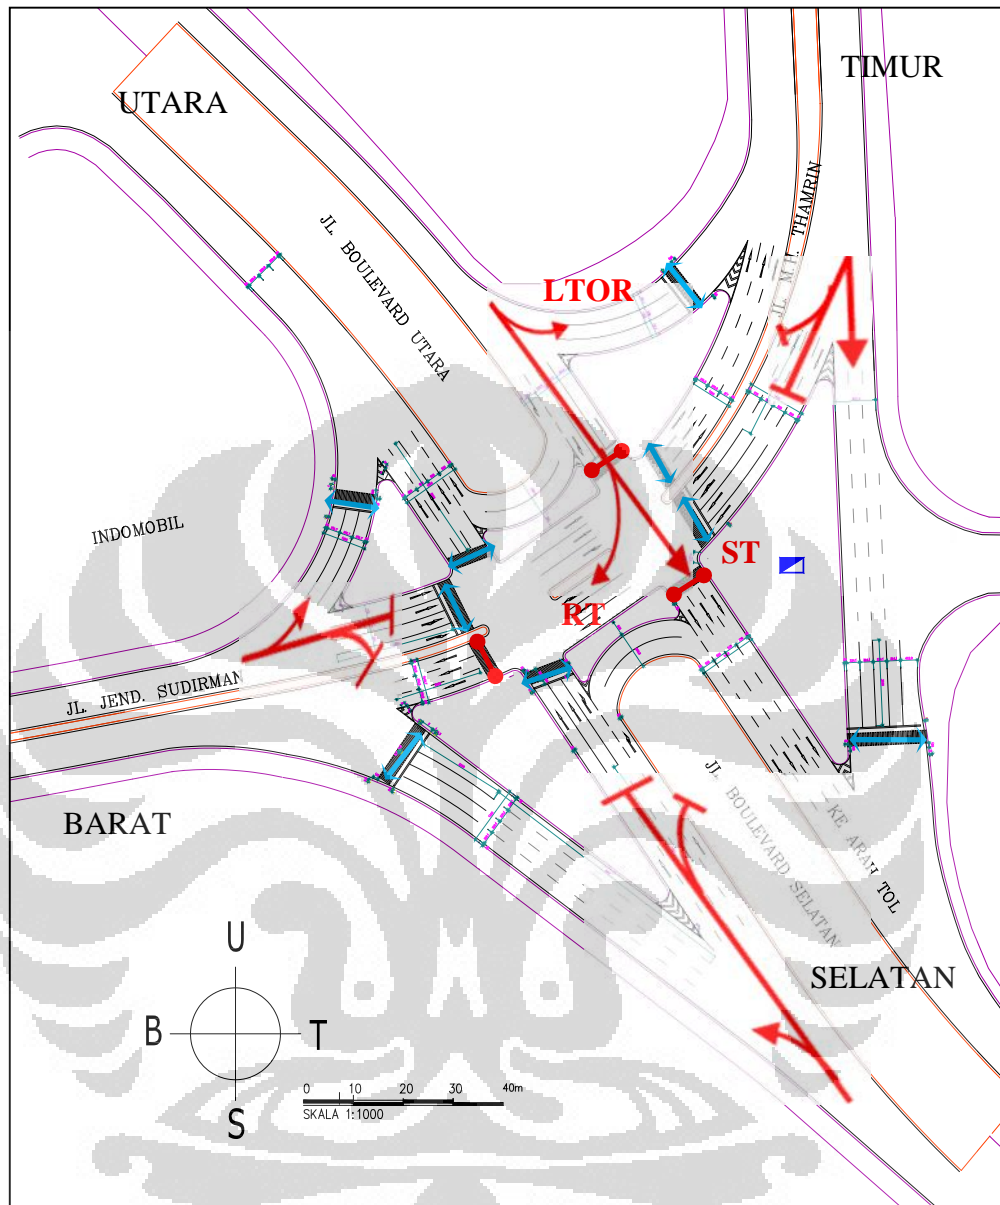 TIMUR
UTARA
JL. M.H. THAMRIN
JL. BOULEVARD UTARA
LTOR
INDOMOBIL
ST
RT
JL. JEND. SUDIRMAN
JL. BOULEVARD SELATAN
KE ARAH TOL
BARAT
SELATAN
U
B
T
S
0 10 20 30 40m
SKALA 1:1000